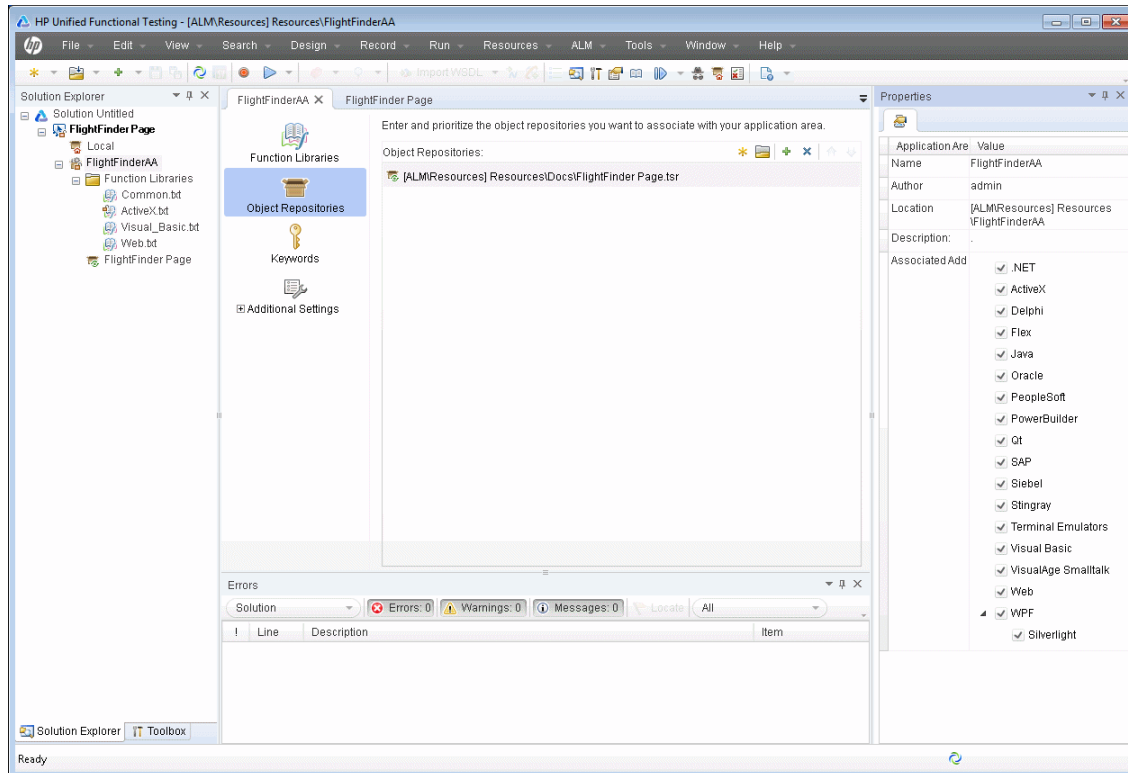 HP Unified Functional Testing - [ALM\Resources] Resources\FlightFinderAA
hp File Edit View Search Design Record Run Resources ALM Tools Window Help
Import WSDL
Solution Explorer
Solution Untitled
FlightFinder Page
Local
FlightFinderAA
Function Libraries
Common.txt
ActiveX.txt
Visual_Basic.txt
Web.txt
FlightFinder Page
Solution Explorer Toolbox
FlightFinderAA FlightFinder Page
Function Libraries
Object Repositories
Keywords
Additional Settings
Enter and prioritize the object repositories you want to associate with your application area.
Object Repositories:
[ALM\Resources] Resources\Docs\FlightFinder Page.tsr
Errors
Solution Errors: 0 Warnings: 0 Messages: 0 Locate All
! Line Description Item
Properties
Application Are Value
Name FlightFinderAA
Author admin
Location [ALM\Resources] Resources
\FlightFinderAA
Description: .
Associated Add
.NET
ActiveX
Delphi
Flex
Java
Oracle
PeopleSoft
PowerBuilder
Qt
SAP
Siebel
Stingray
Terminal Emulators
Visual Basic
VisualAge Smalltalk
Web
WPF
Silverlight
Ready